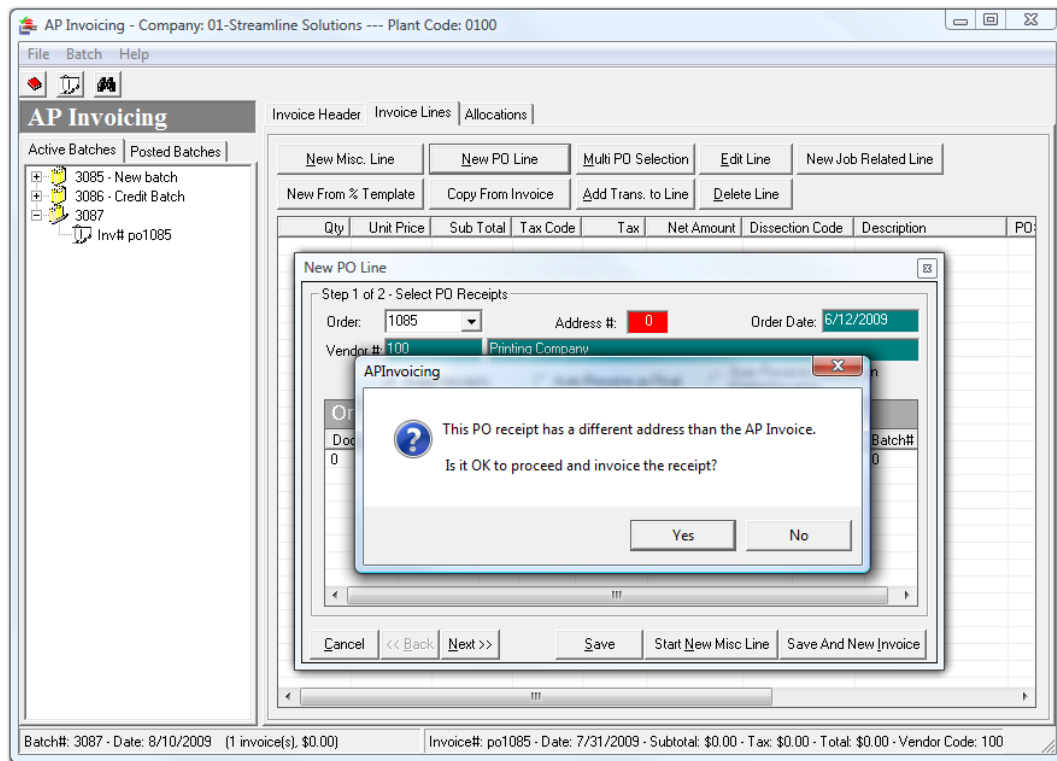 AP Invoicing - Company: 01-Streamline Solutions --- Plant Code: 0100
File Batch Help
AP Invoicing
Active Batches Posted Batches
3085 - New batch
3086 - Credit Batch
3087
Inv# po1085
Invoice Header Invoice Lines Allocations
New Misc. Line New PO Line Multi PO Selection Edit Line New Job Related Line
New From % Template Copy From Invoice Add Trans. to Line Delete Line
Qty Unit Price Sub Total Tax Code Tax Net Amount Dissection Code Description PO
New PO Line
Step 1 of 2 - Select PO Receipts
Order: 1085 Address #: 0 Order Date: 6/12/2009
Vendor #: 100 Printing Company
APInvoicing
This PO receipt has a different address than the AP Invoice.
Is it OK to proceed and invoice the receipt?
Yes No
Or
Doc Batch#
0 0
Cancel << Back Next >> Save Start New Misc Line Save And New Invoice
Batch#: 3087 - Date: 8/10/2009 (1 invoice(s), $0.00) Invoice#: po1085 - Date: 7/31/2009 - Subtotal: $0.00 - Tax: $0.00 - Total: $0.00 - Vendor Code: 100